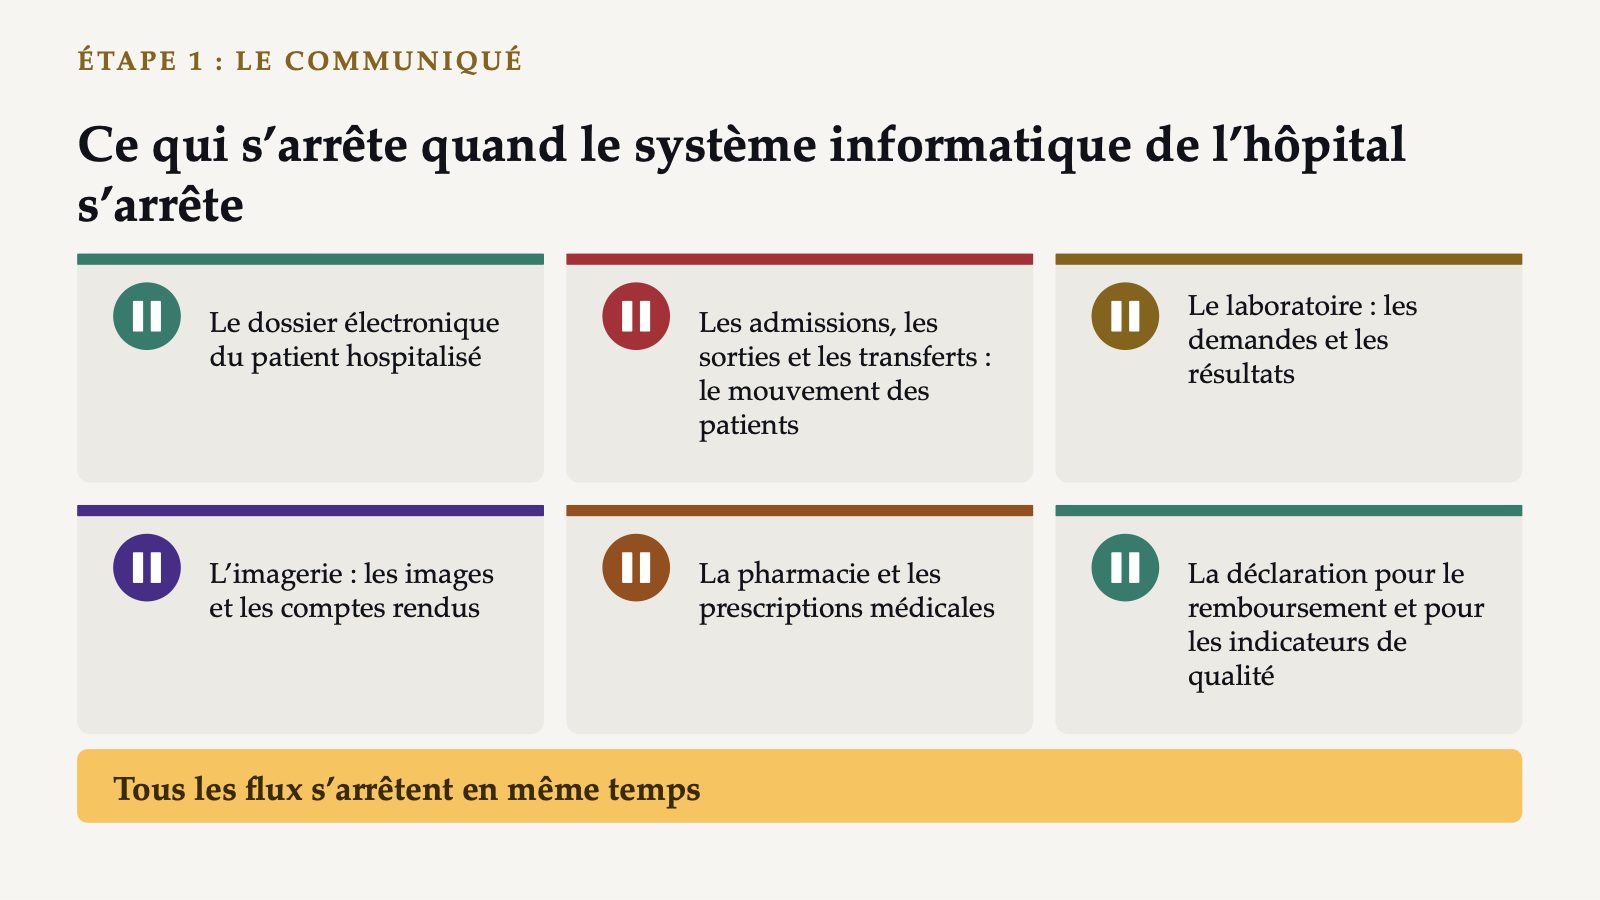 ÉTAPE 1 : LE COMMUNIQUÉ
Ce qui s’arrête quand le système informatique de l’hôpital
s’arrête
Le dossier électronique
du patient hospitalisé
Les admissions, les
sorties et les transferts :
le mouvement des
patients
Le laboratoire : les
demandes et les
résultats
L’imagerie : les images
et les comptes rendus
La pharmacie et les
prescriptions médicales
La déclaration pour le
remboursement et pour
les indicateurs de
qualité
Tous les flux s’arrêtent en même temps